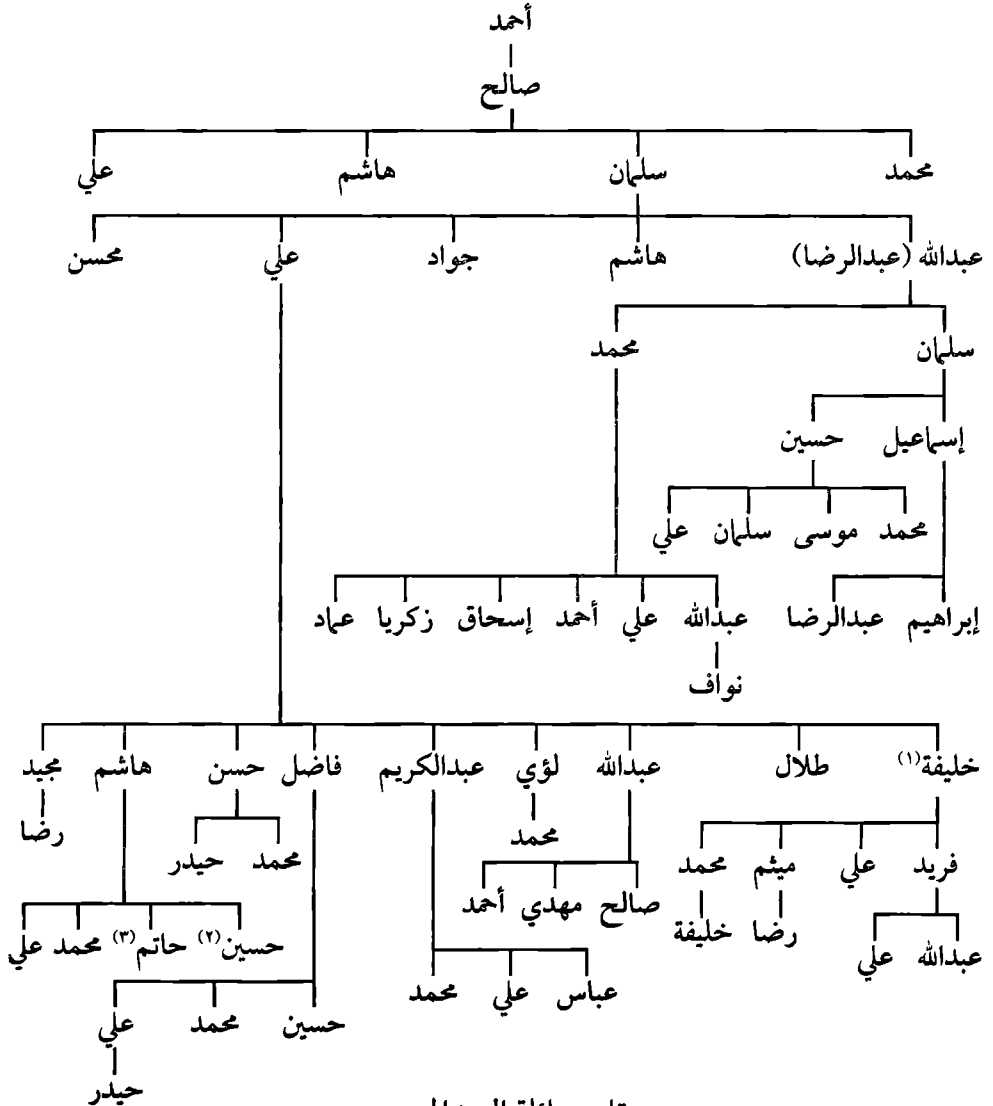 أحمد
صالح
محمد سلمان هاشم علي
عبدالله (عبدالرضا) هاشم جواد علي محسن
سلمان محمد
إسماعيل حسين
محمد موسى سلمان علي
إبراهيم عبدالرضا عبدالله علي أحمد إسحاق زكريا عماد
نواف
خليفة(١) طلال عبدالله لؤي عبدالكريم فاضل حسن هاشم مجيد
محمد رضا
فريد علي ميثم محمد محمد حيدر
صالح مهدي أحمد
رضا خليفة
عبدالله علي حسين(٢) حاتم(٣) محمد علي
عباس علي محمد
حسين محمد علي
حيدر